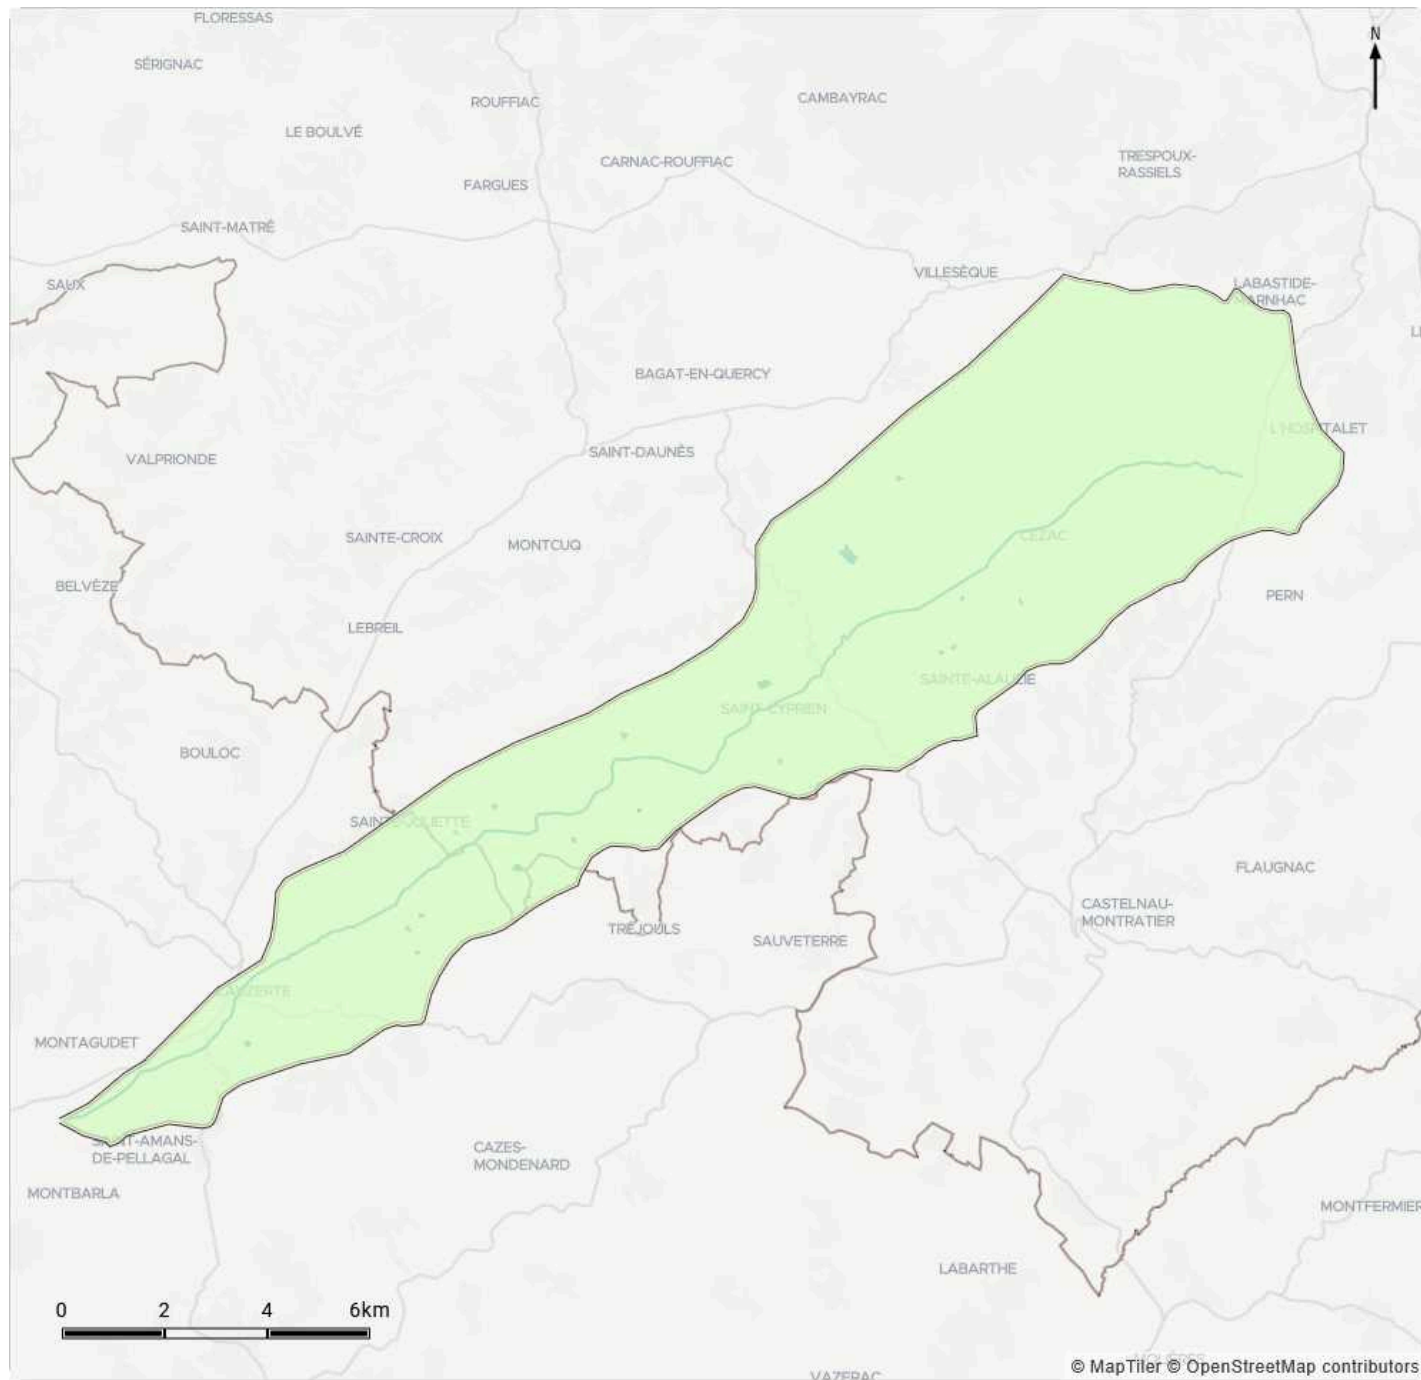 FLORESSAS
N
SÉRIGNAC
CAMBAYRAC
ROUFFIAC
LE BOULVÉ
TRESPOUX-
RASSIELS
CARNAC-ROUFFIAC
FARGUES
SAINT-MATRÉ
VILLESÈQUE
SAUX
LABASTIDE-
MARNHAC
BAGAT-EN-QUERCY
L'HOSPITALET
SAINT-DAUNÈS
VALPRIONDE
CÉZAC
SAINTE-CROIX
MONTCUQ
BELVÈZE
PERN
LEBREIL
SAINTE-ALAUZIE
SAINT-CYPRIEN
BOULOC
SAINTE-JULIETTE
FLAUGNAC
CASTELNAU-
MONTRATIER
TRÉJOULS
SAUVETERRE
LAUZERTE
MONTAGUDET
SAINT-AMANS-
DE-PELLAGAL
CAZES-
MONDENARD
MONTBARLA
MONTFERMIER
LABARTHE
0 2 4 6km
MOLIÈRES
© MapTiler © OpenStreetMap contributors
VAZERAC